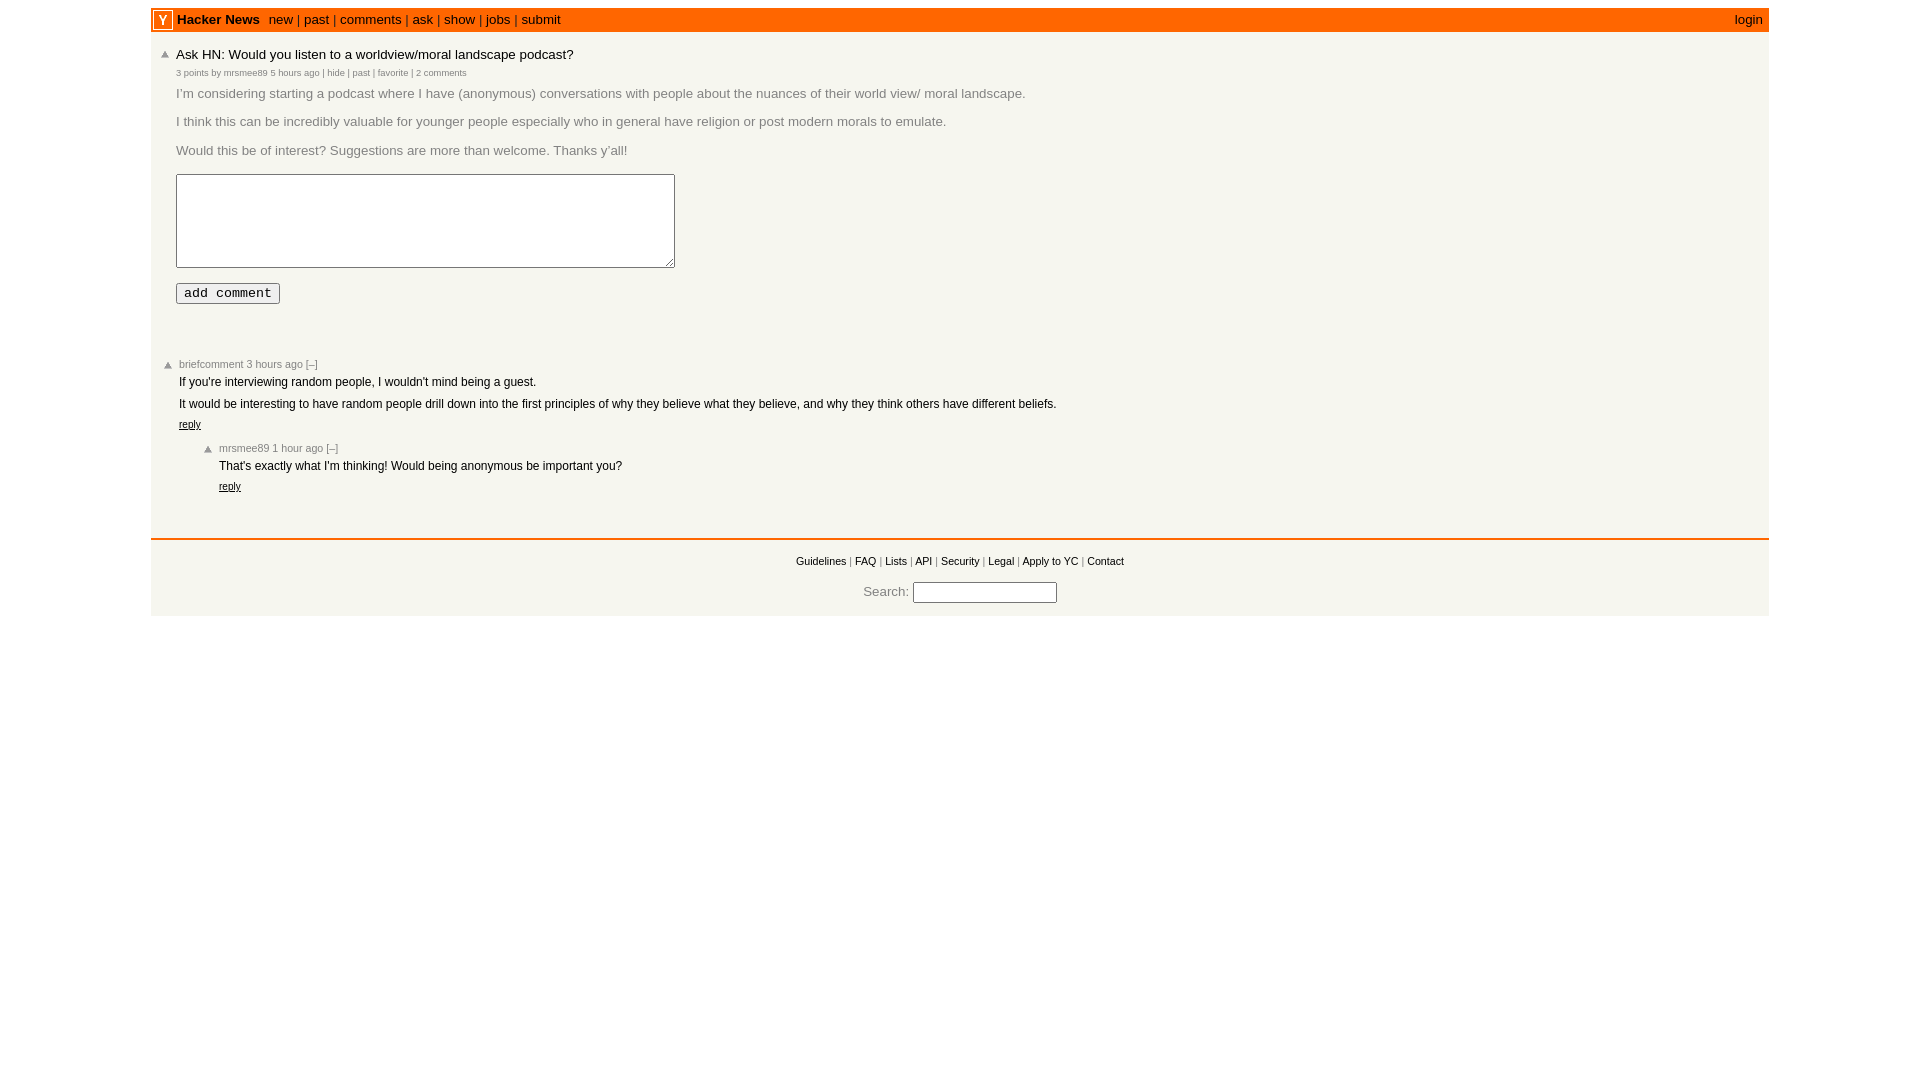 Y Hacker News new | past | comments | ask | show | jobs | submit login
Ask HN: Would you listen to a worldview/moral landscape podcast?
3 points by mrsmee89 5 hours ago | hide | past | favorite | 2 comments
I’m considering starting a podcast where I have (anonymous) conversations with people about the nuances of their world view/ moral landscape.
I think this can be incredibly valuable for younger people especially who in general have religion or post modern morals to emulate.
Would this be of interest? Suggestions are more than welcome. Thanks y’all!
add comment
briefcomment 3 hours ago [–]
If you're interviewing random people, I wouldn't mind being a guest.
It would be interesting to have random people drill down into the first principles of why they believe what they believe, and why they think others have different beliefs.
reply
mrsmee89 1 hour ago [–]
That's exactly what I'm thinking! Would being anonymous be important you?
reply
Guidelines | FAQ | Lists | API | Security | Legal | Apply to YC | Contact
Search: